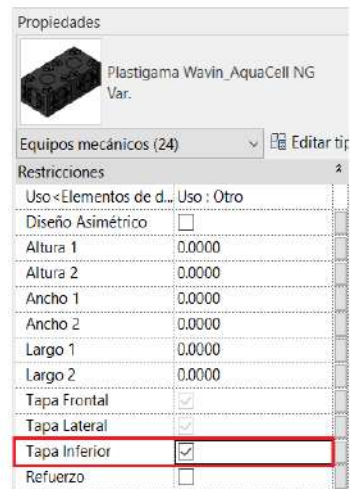 Propiedades
Plastigama Wavin_AquaCell NG
Var.
Equipos mecánicos (24) Editar tip
Restricciones
Uso<Elementos de d... Uso : Otro
Diseño Asimétrico
Altura 1 0.0000
Altura 2 0.0000
Ancho 1 0.0000
Ancho 2 0.0000
Largo 1 0.0000
Largo 2 0.0000
Tapa Frontal
Tapa Lateral
Tapa Inferior
Refuerzo